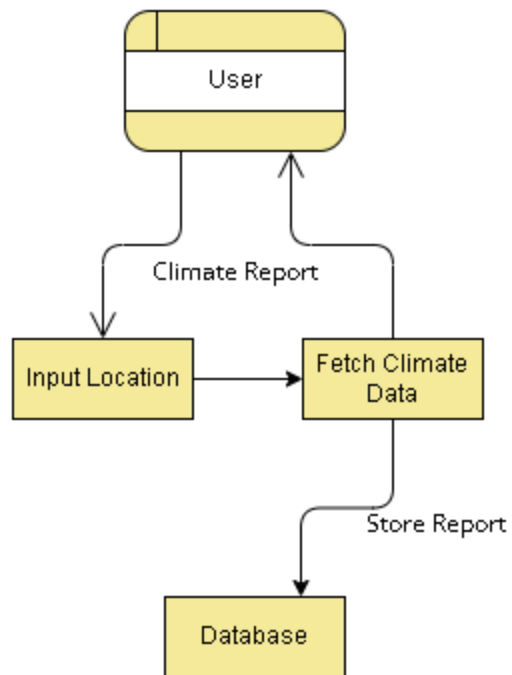 User
Climate Report
Input Location
Fetch Climate
Data
Store Report
Database